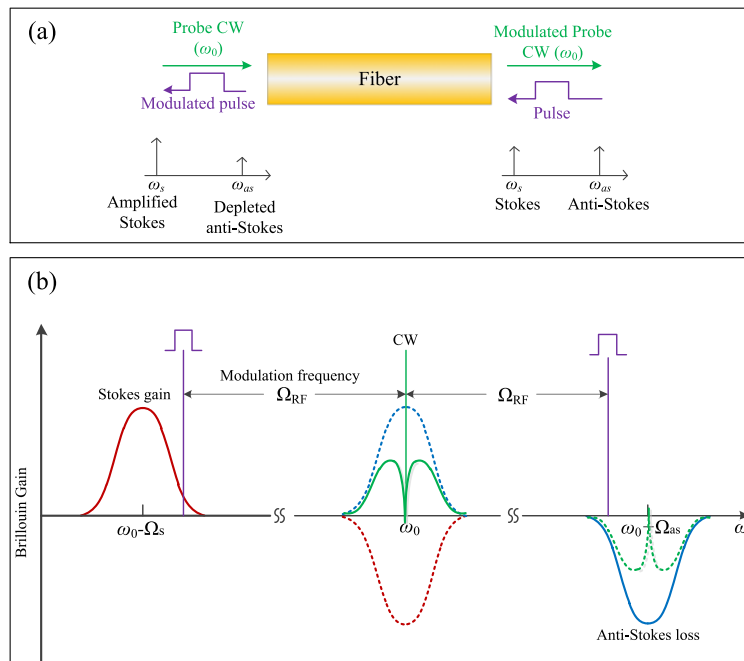 (a)
Probe CW
(ω₀)
Modulated pulse
Fiber
Modulated Probe
CW (ω₀)
Pulse
ωₛ
ωₐₛ
Amplified
Stokes
Depleted
anti-Stokes
ωₛ
ωₐₛ
Stokes
Anti-Stokes
(b)
CW
Modulation frequency
Stokes gain
Ω_RF
Ω_RF
Brillouin Gain
ω₀-Ωs
ω₀
ω₀+Ωas
ω
Anti-Stokes loss